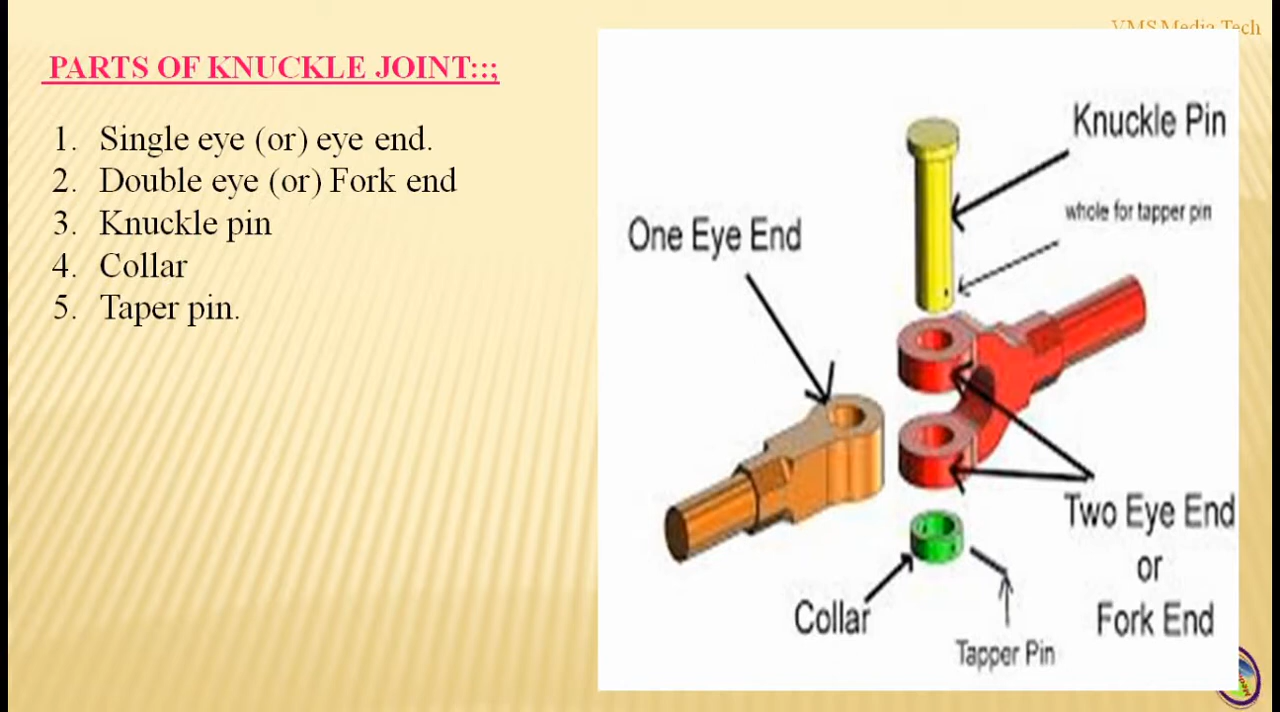 VMS Media Tech
PARTS OF KNUCKLE JOINT::;
1. Single eye (or) eye end.
2. Double eye (or) Fork end
3. Knuckle pin
4. Collar
5. Taper pin.
Knuckle Pin
whole for tapper pin
One Eye End
Two Eye End
or
Fork End
Collar
Tapper Pin